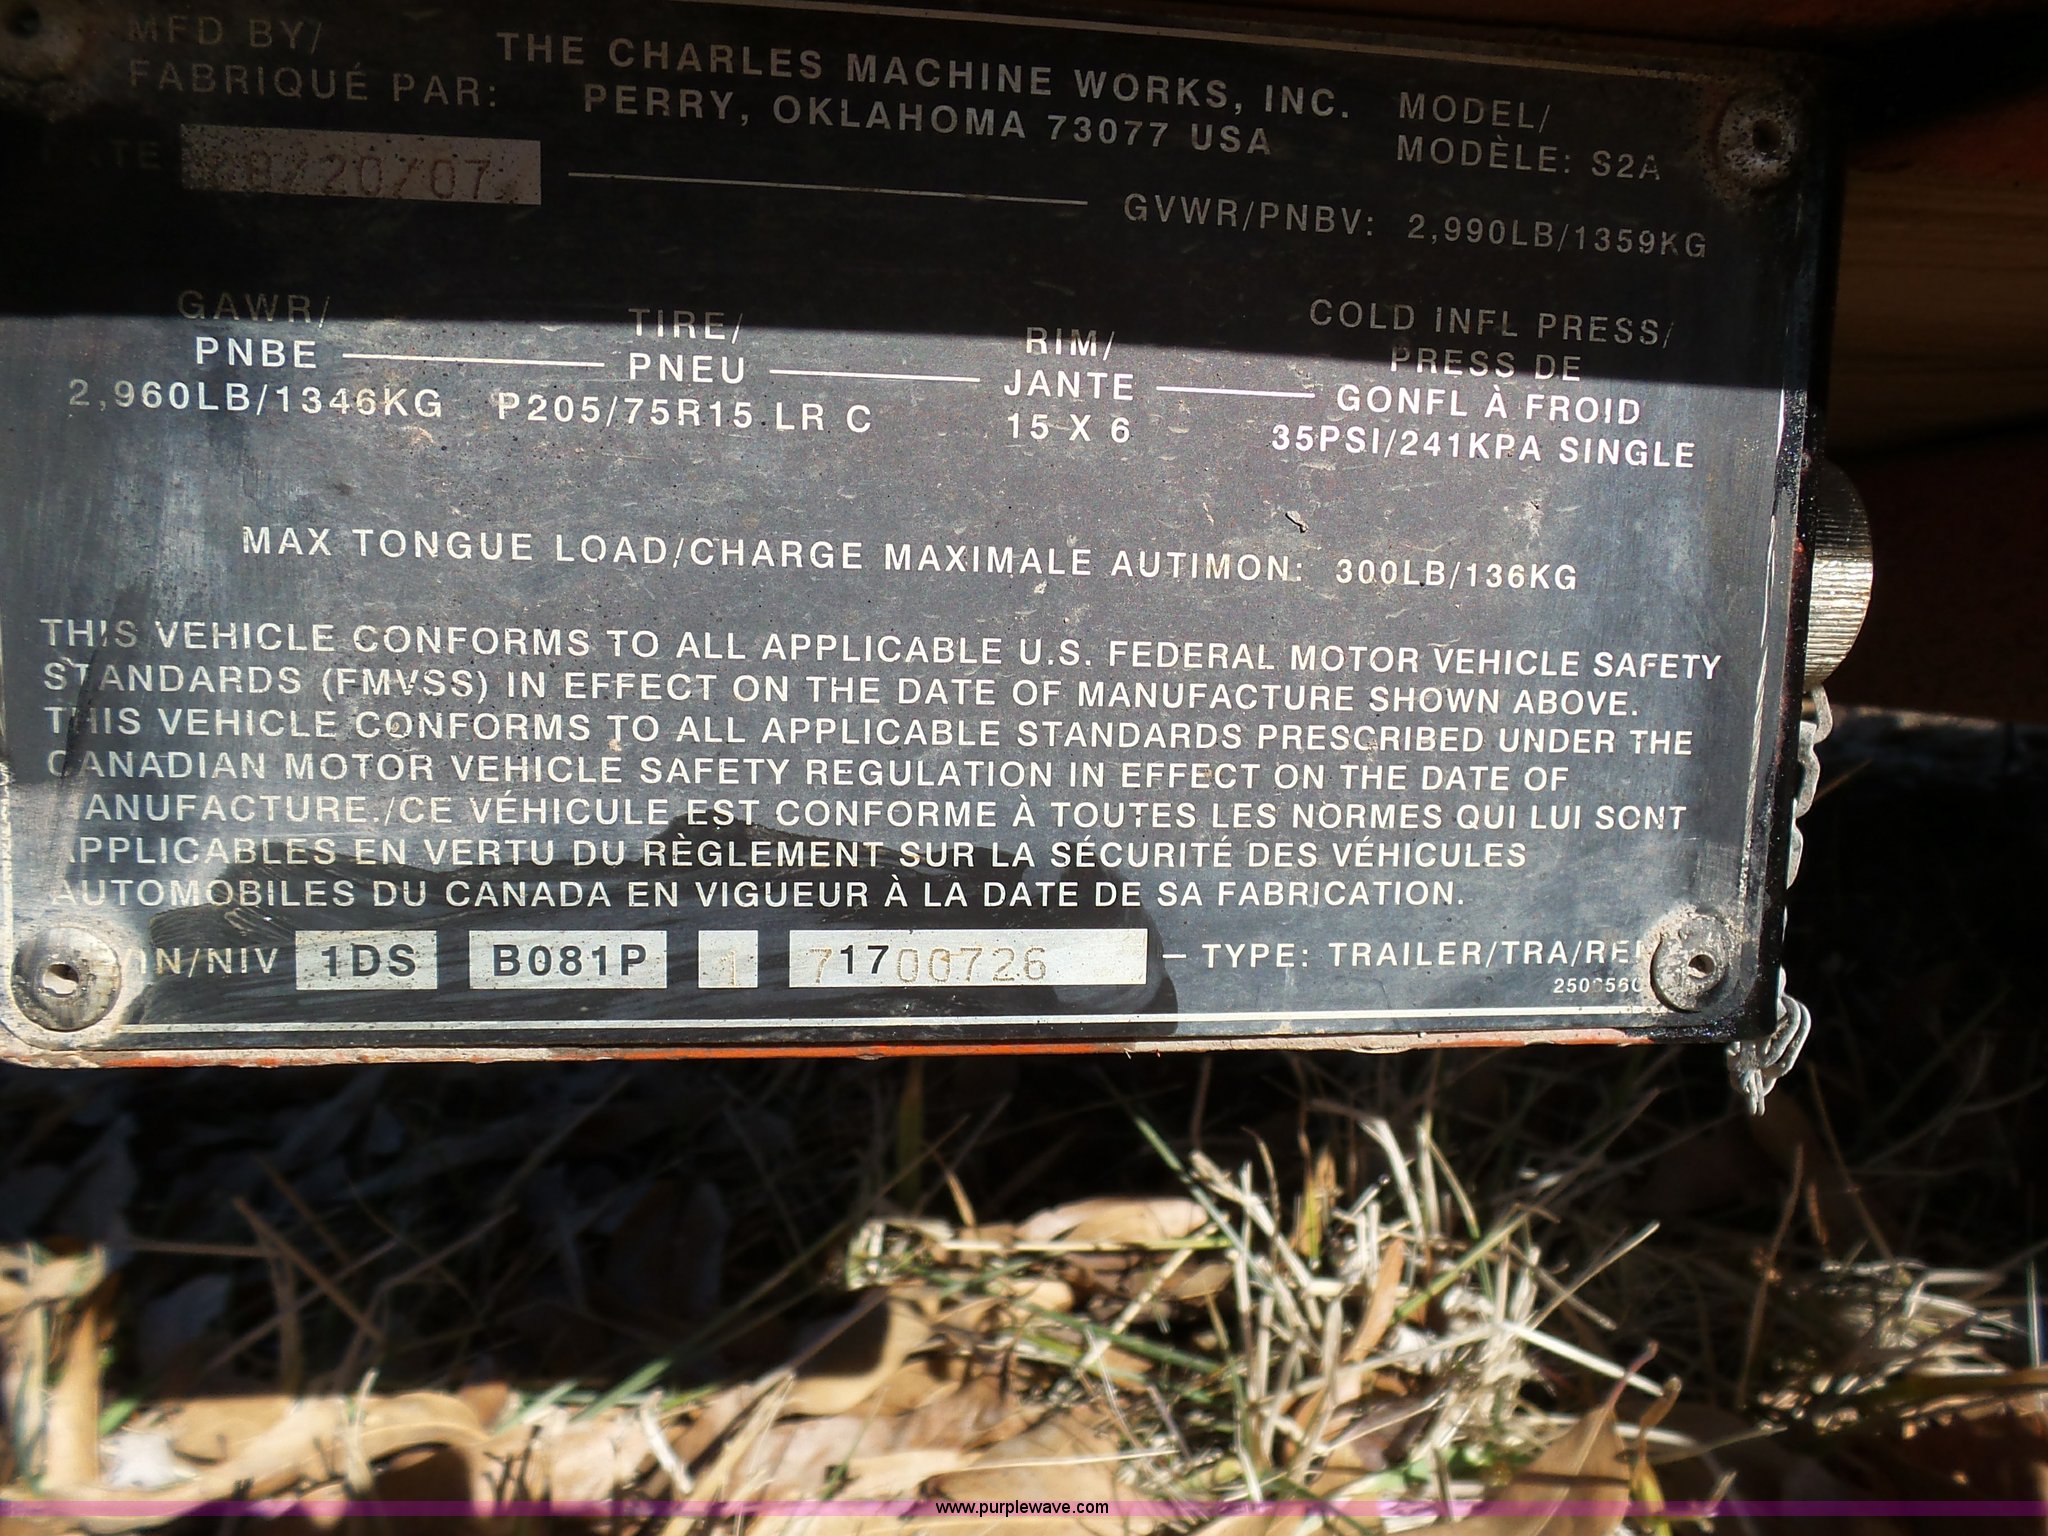 MFD BY/
FABRIQUÉ PAR:
THE CHARLES MACHINE WORKS, INC.
PERRY, OKLAHOMA 73077 USA
MODEL/
MODÈLE: S2A
DATE 08/20/07
GVWR/PNBV: 2,990LB/1359KG
GAWR/
PNBE
2,960LB/1346KG
TIRE/
PNEU
P205/75R15 LR C
RIM/
JANTE
15 X 6
COLD INFL PRESS/
PRESS DE
GONFL À FROID
35PSI/241KPA SINGLE
MAX TONGUE LOAD/CHARGE MAXIMALE AUTIMON: 300LB/136KG
THIS VEHICLE CONFORMS TO ALL APPLICABLE U.S. FEDERAL MOTOR VEHICLE SAFETY
STANDARDS (FMVSS) IN EFFECT ON THE DATE OF MANUFACTURE SHOWN ABOVE.
THIS VEHICLE CONFORMS TO ALL APPLICABLE STANDARDS PRESCRIBED UNDER THE
CANADIAN MOTOR VEHICLE SAFETY REGULATION IN EFFECT ON THE DATE OF
MANUFACTURE./CE VÉHICULE EST CONFORME À TOUTES LES NORMES QUI LUI SONT
APPLICABLES EN VERTU DU RÈGLEMENT SUR LA SÉCURITÉ DES VÉHICULES
AUTOMOBILES DU CANADA EN VIGUEUR À LA DATE DE SA FABRICATION.
VIN/NIV 1DS B081P 1 71700726 — TYPE: TRAILER/TRA/REM
www.purplewave.com